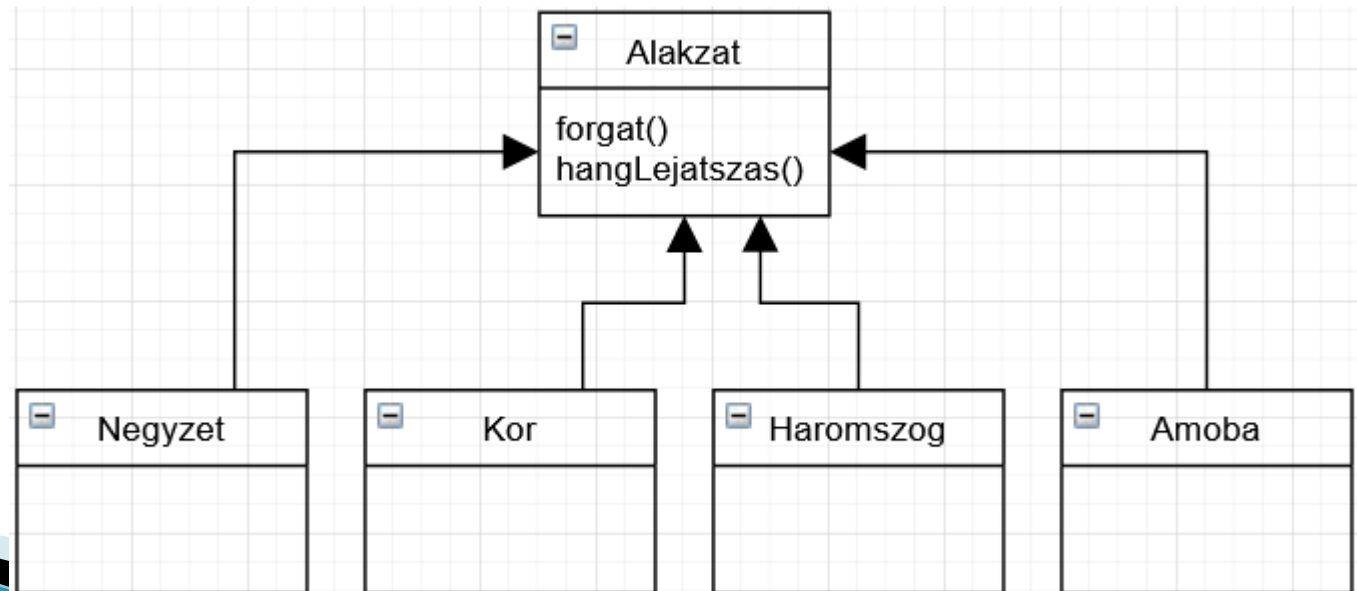 Alakzat
forgat()
hangLejatszas()
Negyzet
Kor
Haromszog
Amoba